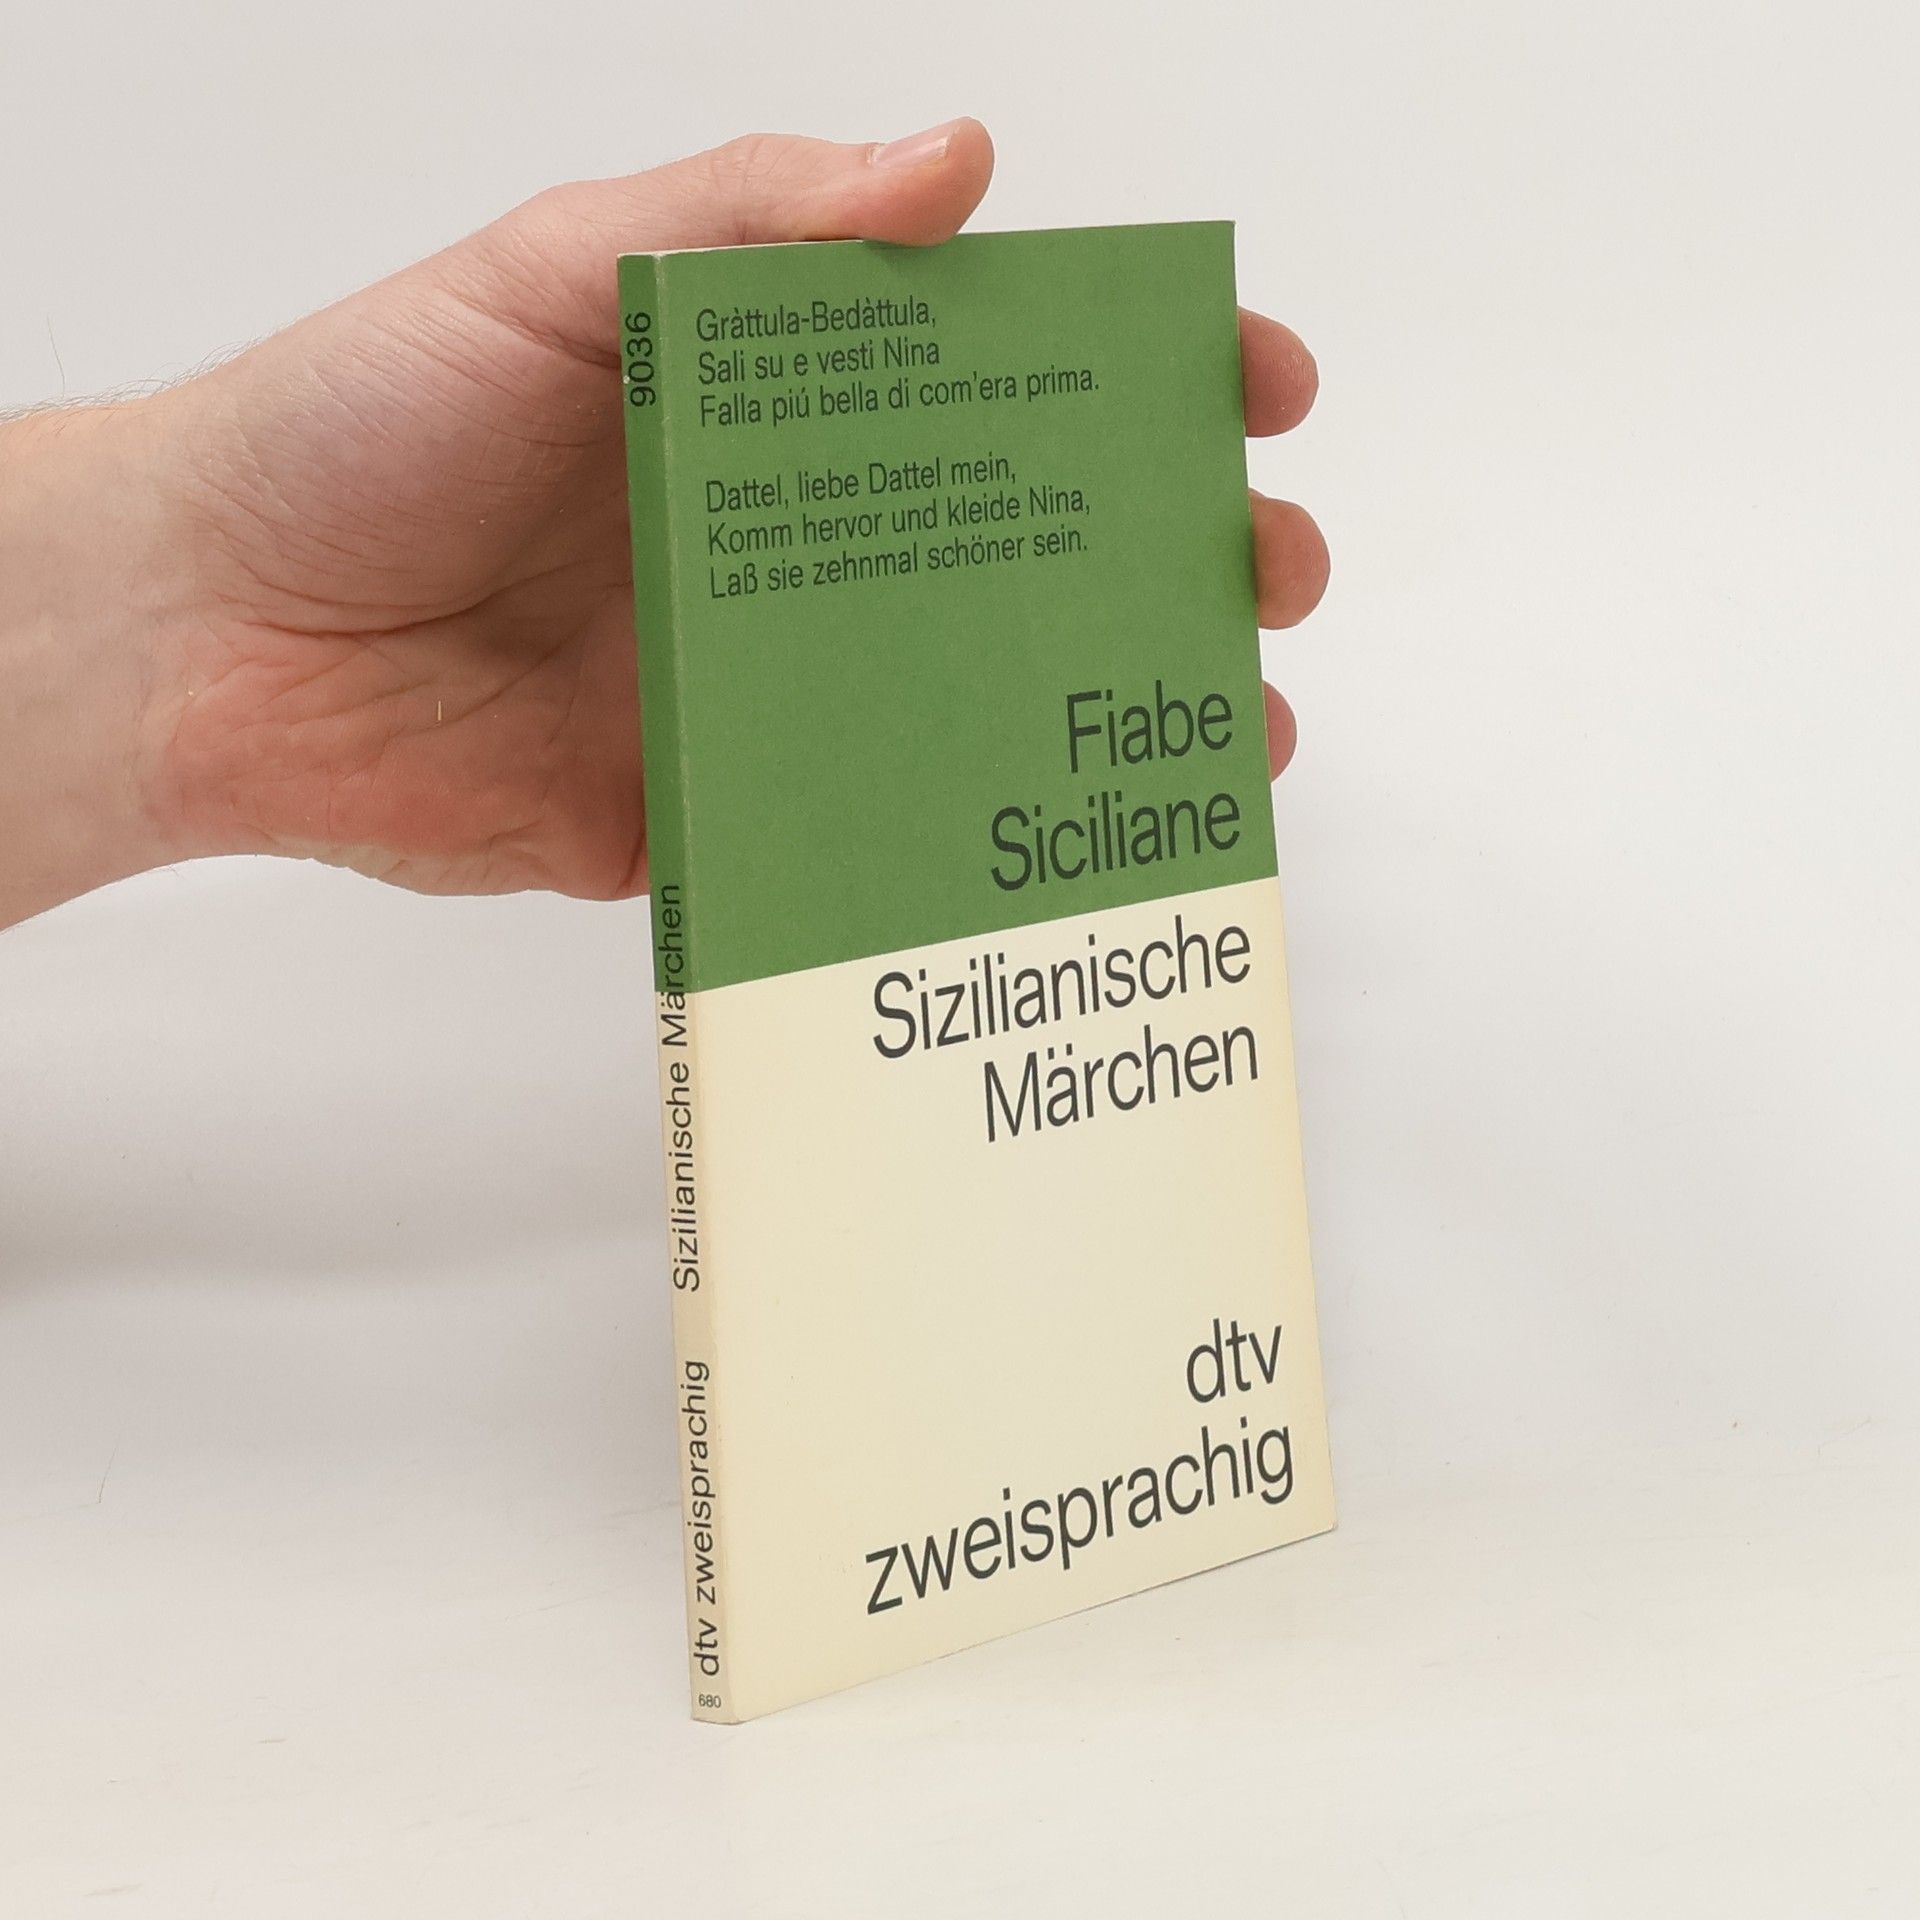 9036
Sizilianische Märchen
dtv zweisprachig
680
Gràttula-Bedàttula,
Sali su e vesti Nina
Falla piú bella di com'era prima.
Dattel, liebe Dattel mein,
Komm hervor und kleide Nina,
Laß sie zehnmal schöner sein.
Fiabe
Siciliane
Sizilianische
Märchen
dtv
zweisprachig